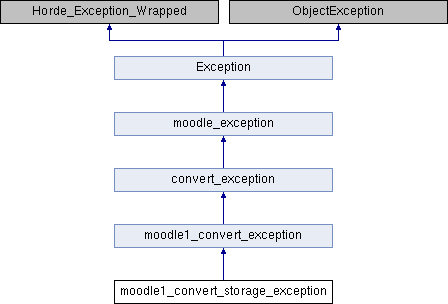 Horde_Exception_Wrapped
ObjectException
Exception
moodle_exception
convert_exception
moodle1_convert_exception
moodle1_convert_storage_exception